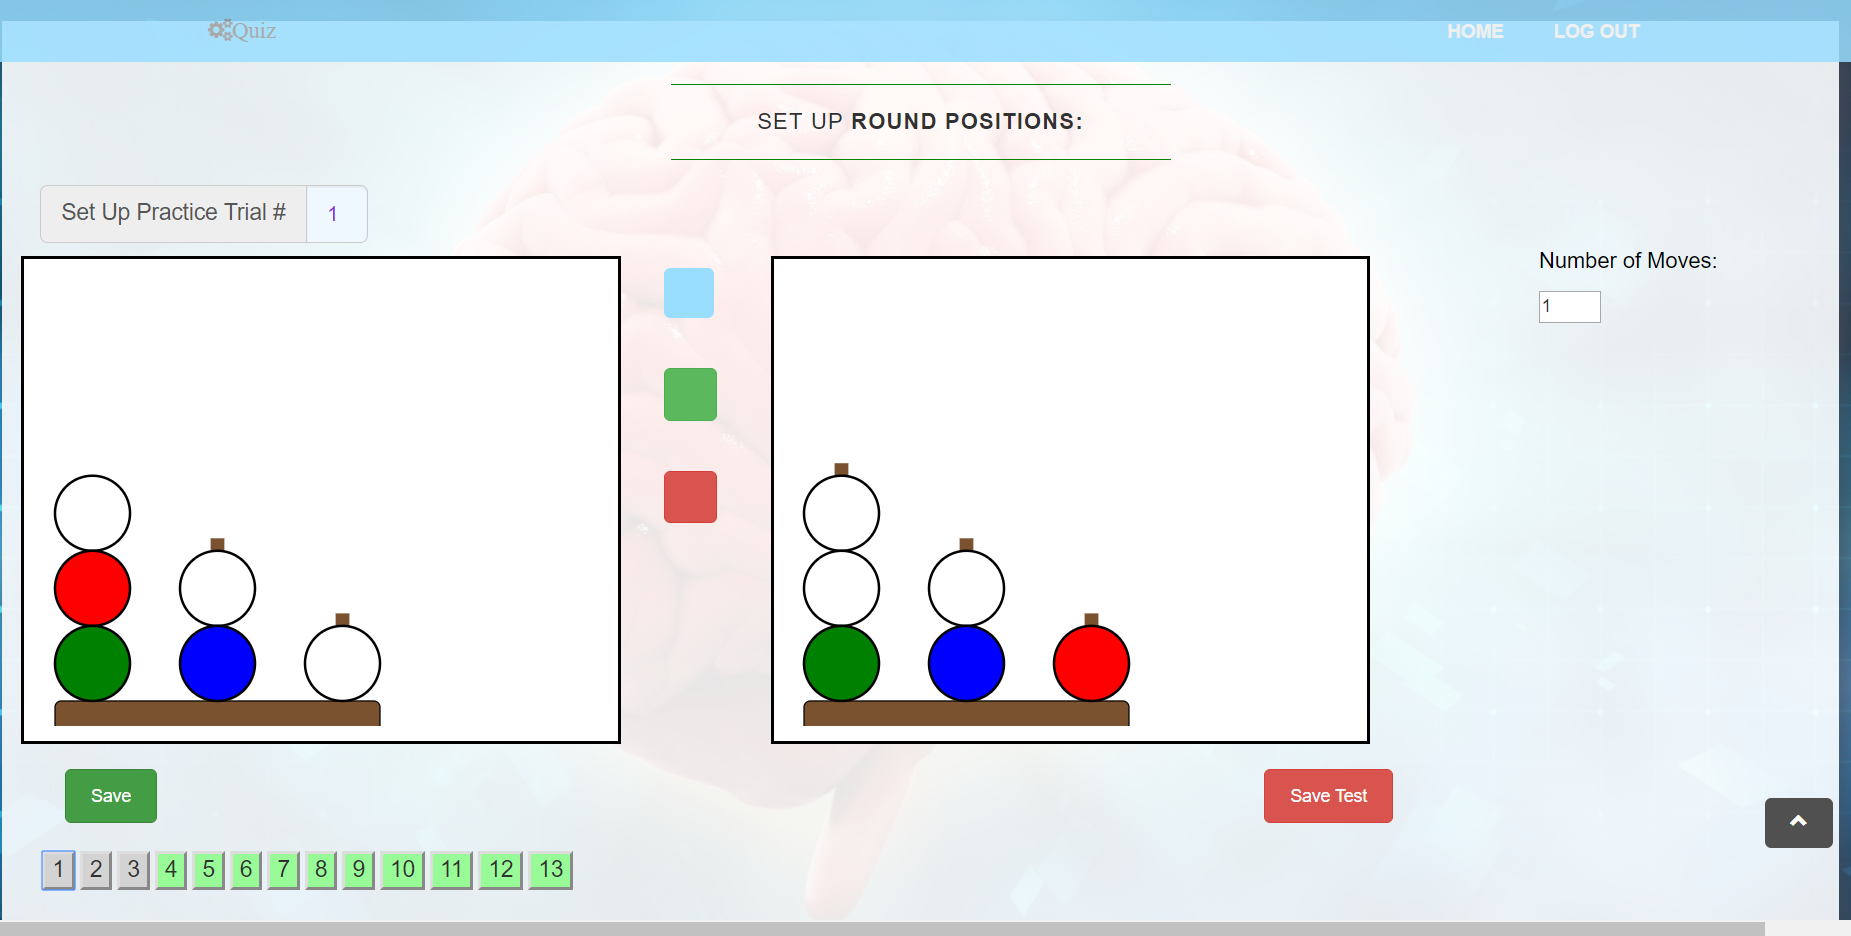 Quiz
HOME
LOG OUT
SET UP ROUND POSITIONS:
Set Up Practice Trial #
1
Number of Moves:
1
Save
Save Test
1 2 3 4 5 6 7 8 9 10 11 12 13